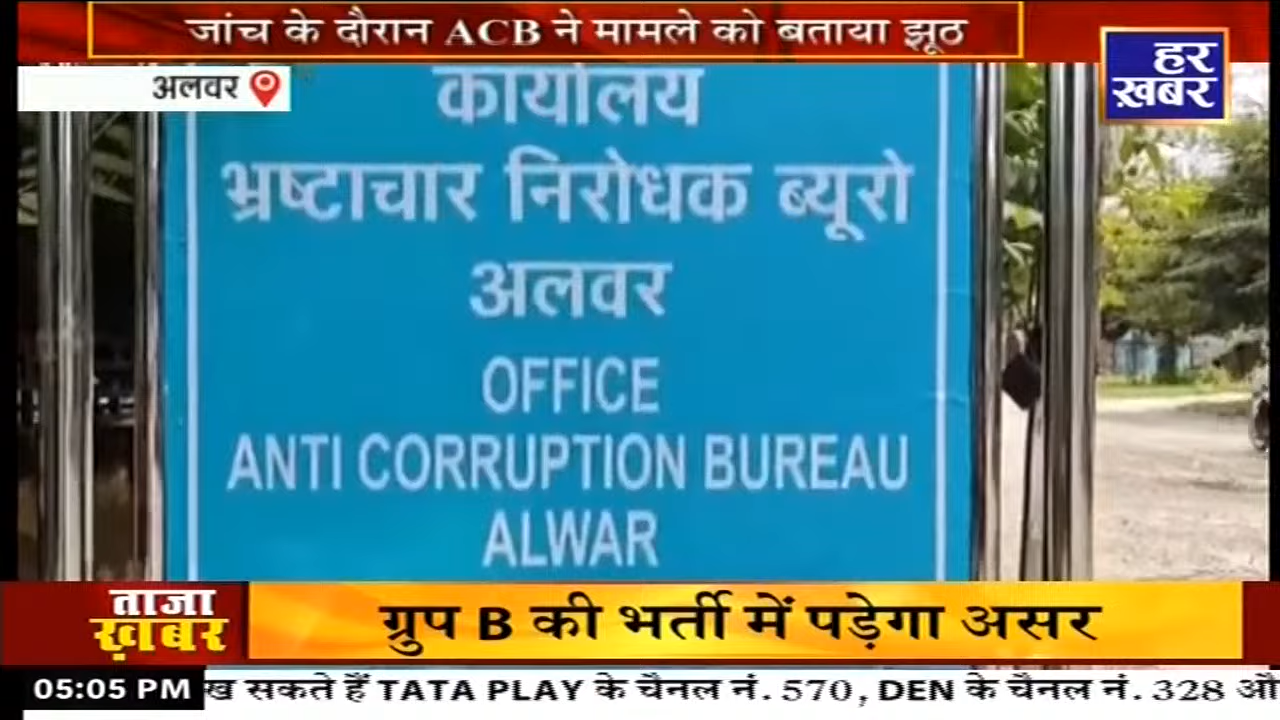 जांच के दौरान ACB ने मामले को बताया झूठ
अलवर
हर
ख़बर
कार्यालय
भ्रष्टाचार निरोधक ब्यूरो
अलवर
OFFICE
ANTI CORRUPTION BUREAU
ALWAR
ताजा
ख़बर
ग्रुप B की भर्ती में पड़ेगा असर
05:05 PM
ख सकते हैं TATA PLAY के चैनल नं. 570, DEN के चैनल नं. 328 औ